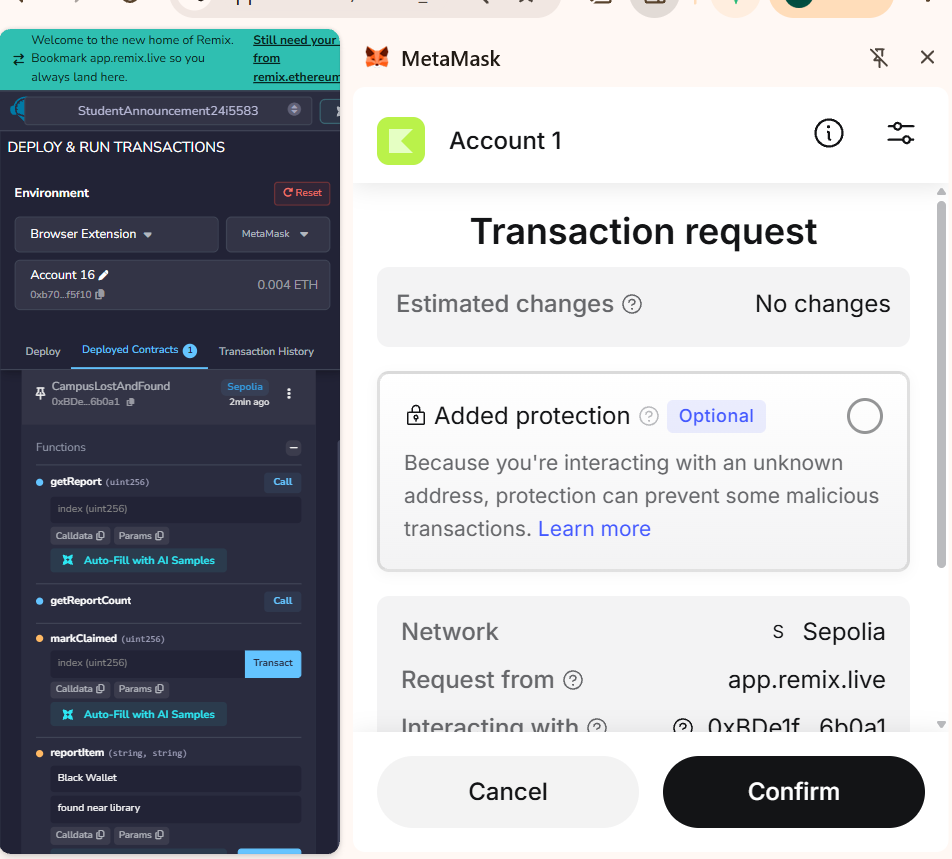 Welcome to the new home of Remix.
Bookmark app.remix.live so you
always land here.
Still need your
from
remix.ethereum
StudentAnnouncement24i5583
DEPLOY & RUN TRANSACTIONS
Environment
Reset
Browser Extension
MetaMask
Account 16
0xb70...f5f10
0.004 ETH
Deploy
Deployed Contracts 1
Transaction History
CampusLostAndFound
0xBDe...6b0a1
Sepolia
2min ago
Functions
getReport (uint256)
Call
index (uint256)
Calldata
Params
Auto-Fill with AI Samples
getReportCount
Call
markClaimed (uint256)
index (uint256)
Transact
Calldata
Params
Auto-Fill with AI Samples
reportItem (string, string)
Black Wallet
found near library
Calldata
Params
MetaMask
Account 1
Transaction request
Estimated changes
No changes
Added protection
Optional
Because you're interacting with an unknown
address, protection can prevent some malicious
transactions. Learn more
Network
S Sepolia
Request from
app.remix.live
Interacting with
0xBDe1f...6b0a1
Cancel
Confirm